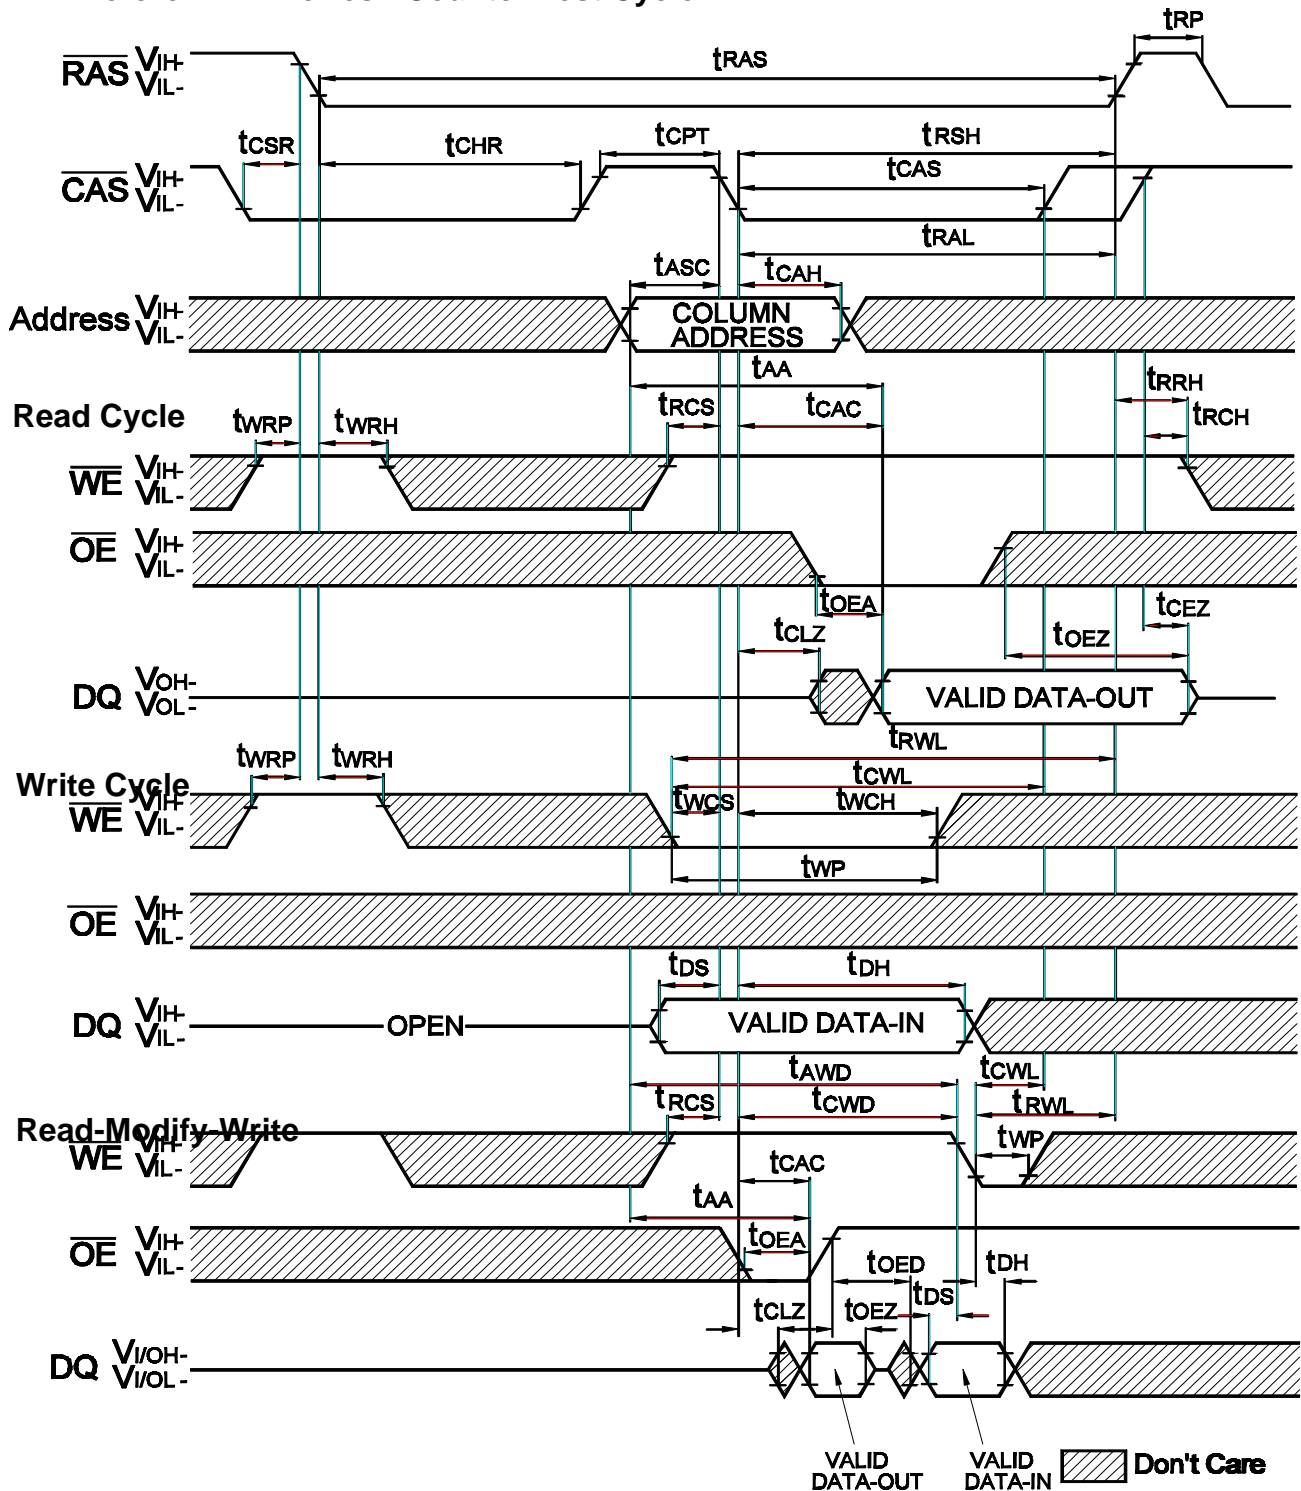 tRP
RAS VIH- VIL-
tRAS
tCSR tCHR tCPT tRSH
CAS VIH- VIL-
tCAS
tRAL
tASC tCAH
Address VIH- VIL-
COLUMN ADDRESS
tAA tRRH
Read Cycle
tWRP tWRH tRCS tCAC tRCH
WE VIH- VIL-
OE VIH- VIL-
tOEA tCEZ
tCLZ tOEZ
DQ VOH- VOL-
VALID DATA-OUT
tRWL
tWRP tWRH
Write Cycle
tCWL
WE VIH- VIL-
tWCS tWCH
tWP
OE VIH- VIL-
tDS tDH
DQ VIH- VIL-
OPEN
VALID DATA-IN
tAWD tCWL
tRCS tCWD tRWL
Read-Modify-Write
WE VIH- VIL-
tWP
tCAC
tAA
OE VIH- VIL-
tOEA tOED tDH
tCLZ tOEZ tDS
DQ VI/OH- VI/OL-
VALID DATA-OUT
VALID DATA-IN
Don't Care